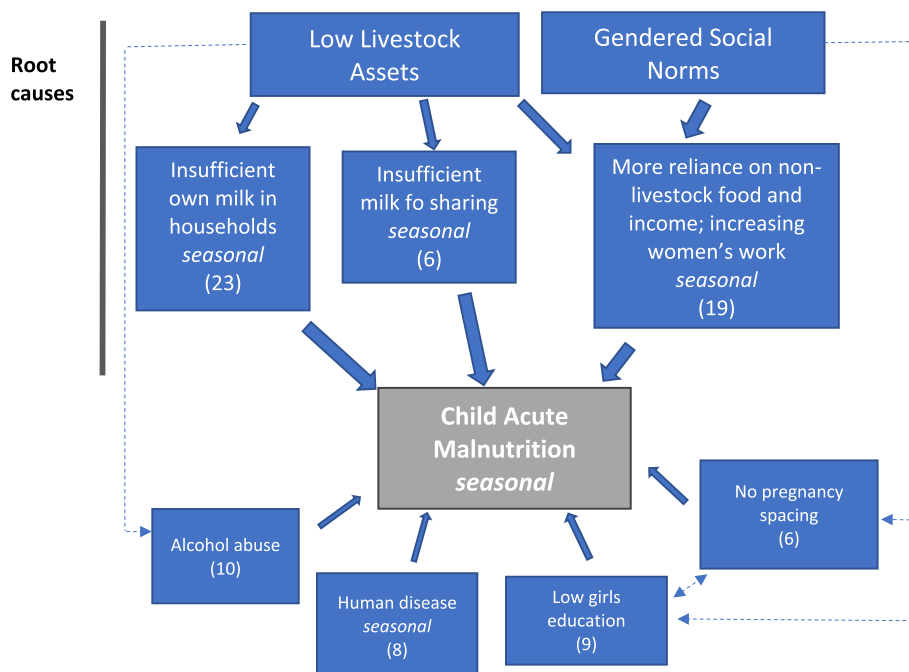 Root
causes
Low Livestock
Assets
Gendered Social
Norms
Insufficient
own milk in
households
seasonal
(23)
Insufficient
milk fo sharing
seasonal
(6)
More reliance on non-
livestock food and
income; increasing
women’s work
seasonal
(19)
Child Acute
Malnutrition
seasonal
Alcohol abuse
(10)
Human disease
seasonal
(8)
Low girls
education
(9)
No pregnancy
spacing
(6)